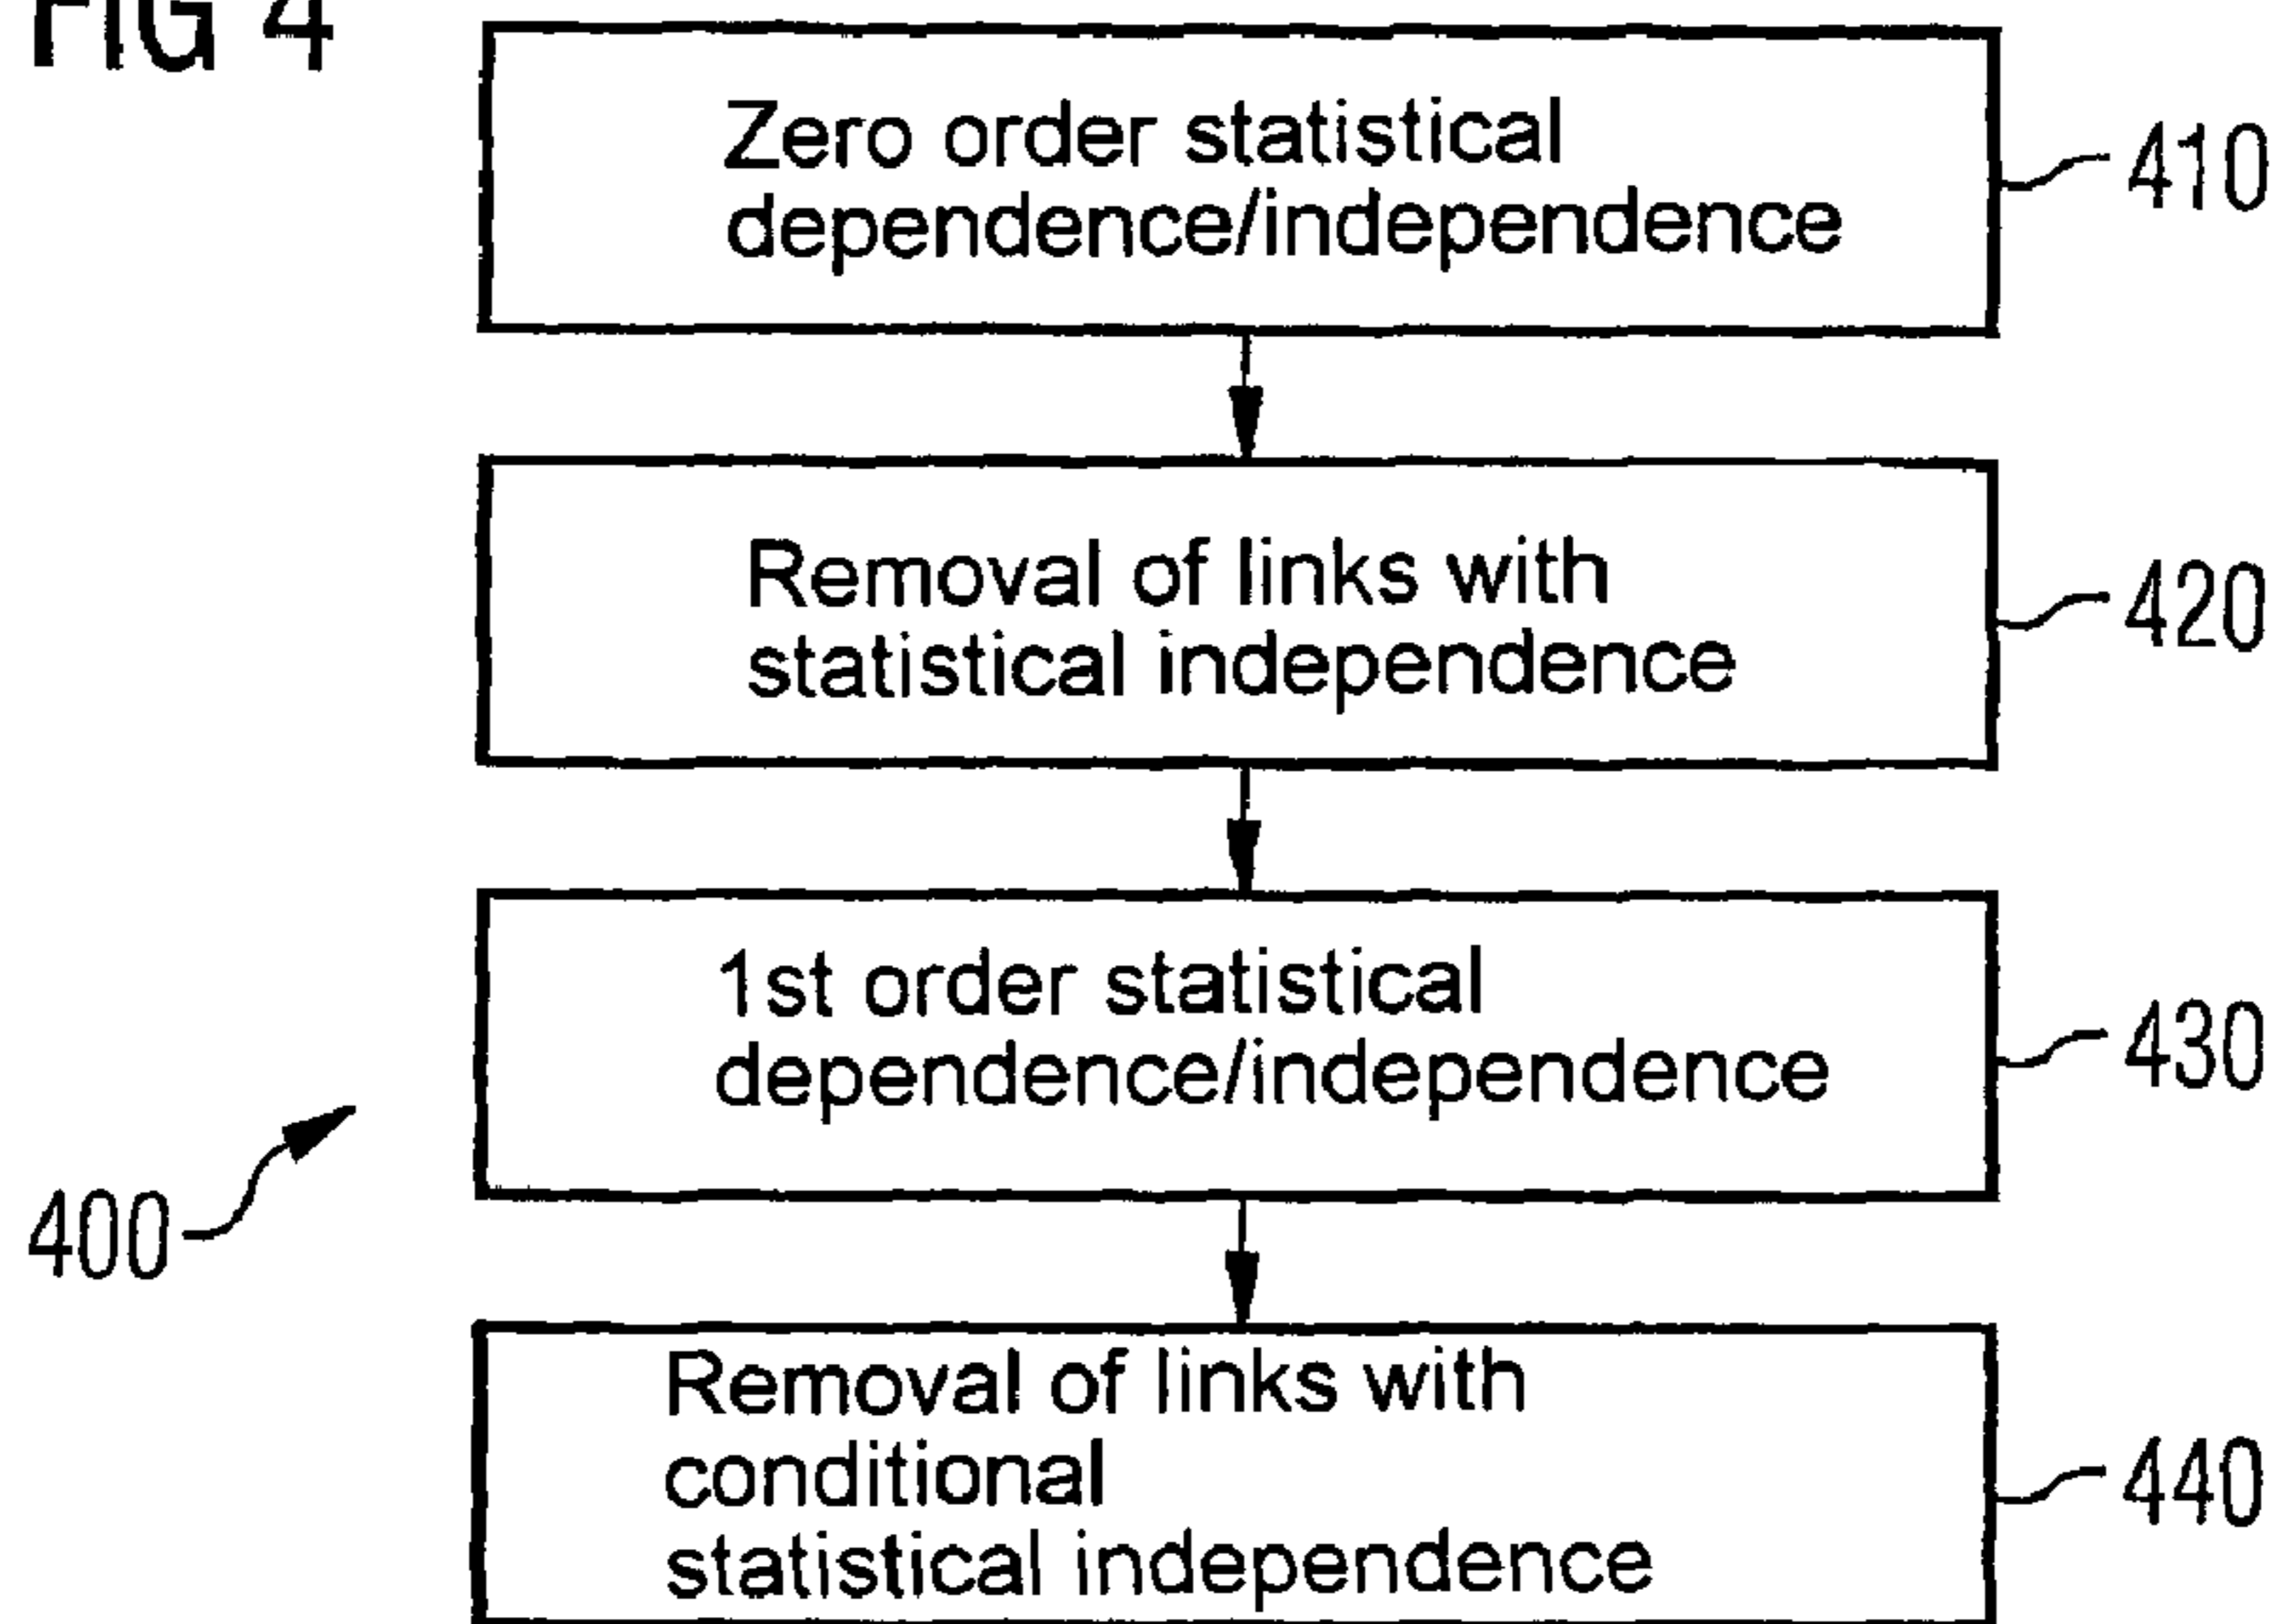 FIG 4
Zero order statistical
dependence/independence
410
Removal of links with
statistical independence
420
1st order statistical
dependence/independence
430
400
Removal of links with
conditional
statistical independence
440